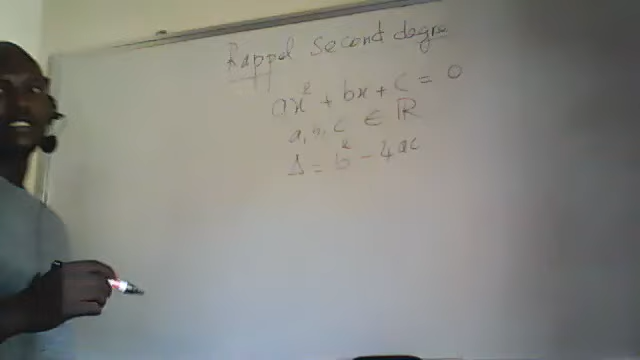 Rappel second degré
ax² + bx + c = 0
a, b, c ∈ ℝ
Δ = b² - 4ac